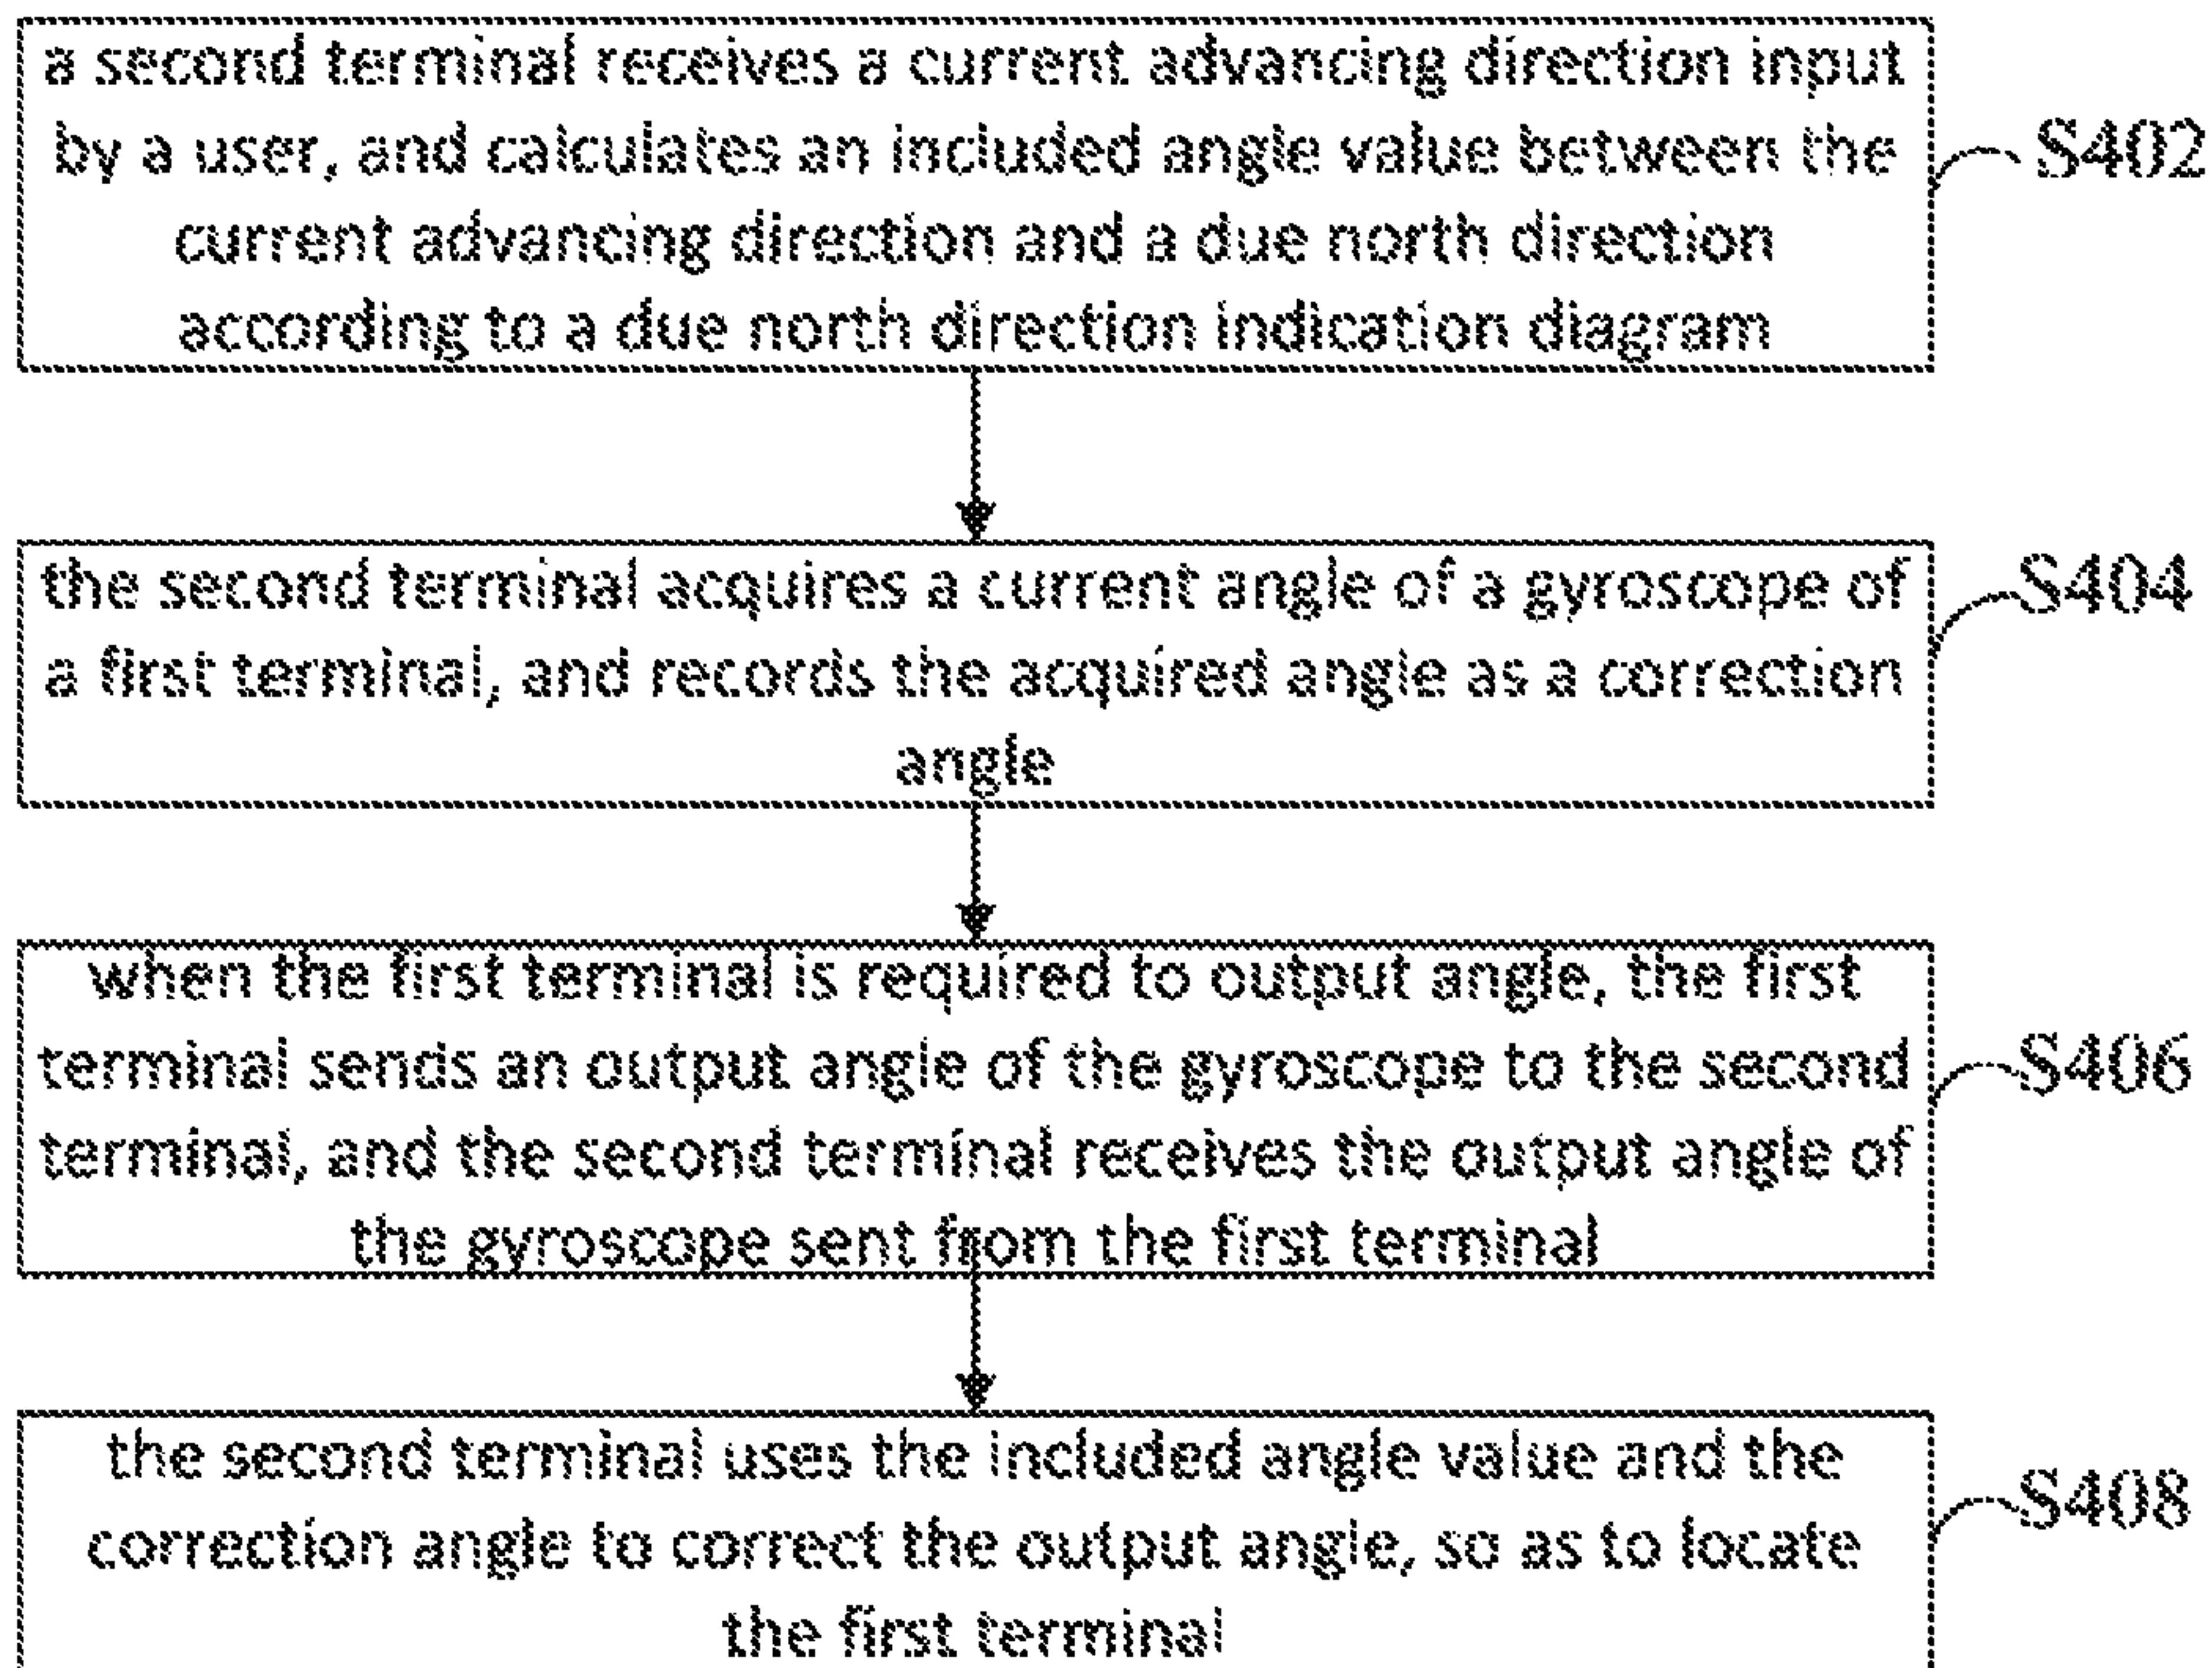 a second terminal receives a current advancing direction input
by a user, and calculates an included angle value between the
current advancing direction and a due north direction
according to a due north direction indication diagram
S402
the second terminal acquires a current angle of a gyroscope of
a first terminal, and records the acquired angle as a correction
angle
S404
when the first terminal is required to output angle, the first
terminal sends an output angle of the gyroscope to the second
terminal, and the second terminal receives the output angle of
the gyroscope sent from the first terminal
S406
the second terminal uses the included angle value and the
correction angle to correct the output angle, so as to locate
the first terminal
S408